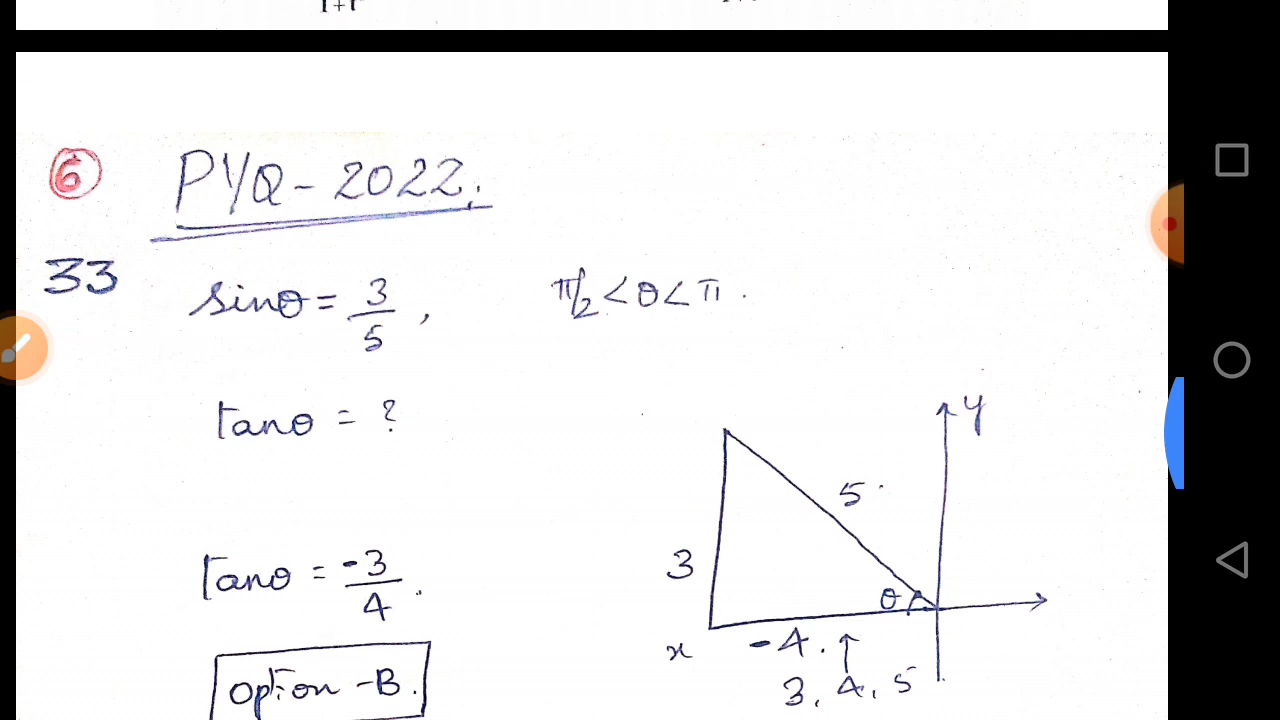 1+r
6 PYQ - 2022.
33 sinθ = 3/5, π/2 < θ < π.
tanθ = ?
y
5
3
tanθ = -3/4.
θ
x -4. ↑
3, 4, 5
option - B.